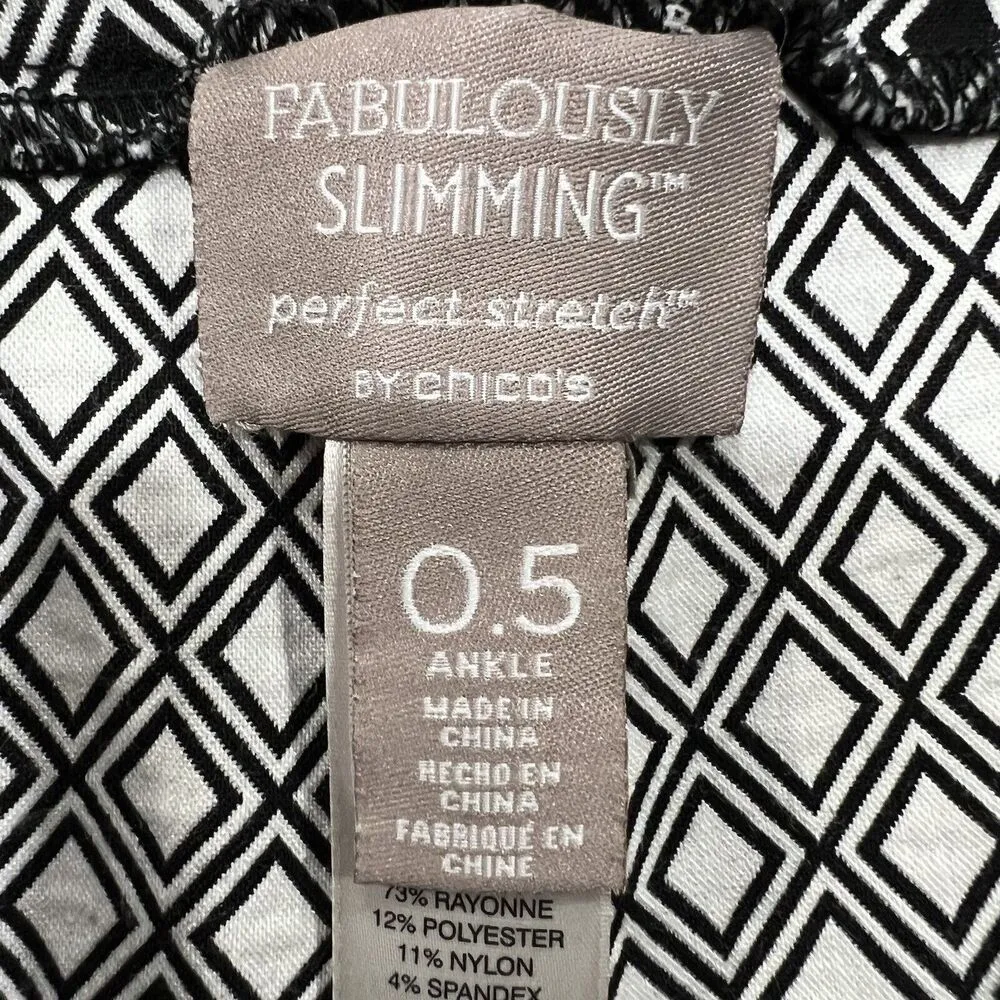 FABULOUSLY
SLIMMING™
perfect stretch™
BY chico's
0.5
ANKLE
MADE IN
CHINA
HECHO EN
CHINA
FABRIQUÉ EN
CHINE
73% RAYONNE
12% POLYESTER
11% NYLON
4% SPANDEX